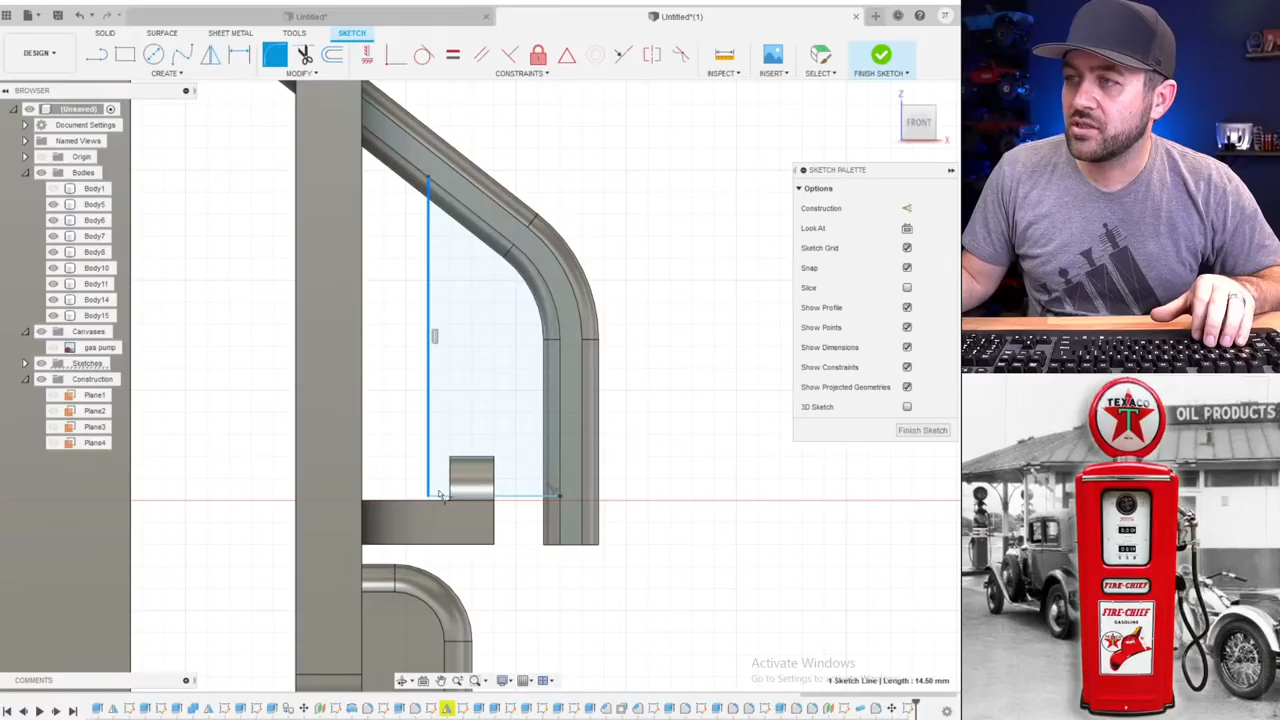 Untitled*
Untitled*(1)
JT
DESIGN
SOLID
SURFACE
SHEET METAL
TOOLS
SKETCH
CREATE
MODIFY
CONSTRAINTS
INSPECT
INSERT
SELECT
FINISH SKETCH
BROWSER
(Unsaved)
Document Settings
Named Views
Origin
Bodies
Body1
Body5
Body6
Body7
Body8
Body10
Body11
Body14
Body15
Canvases
gas pump
Sketches
Construction
Plane1
Plane2
Plane3
Plane4
COMMENTS
Z
FRONT
X
SKETCH PALETTE
Options
Construction
Look At
Sketch Grid
Snap
Slice
Show Profile
Show Points
Show Dimensions
Show Constraints
Show Projected Geometries
3D Sketch
Finish Sketch
Activate Windows
Go to Settings to
1 Sketch Line | Length : 14.50 mm
TEXACO
T
OIL PRODUCTS
FIRE-CHIEF
FIRE-CHIEF
GASOLINE